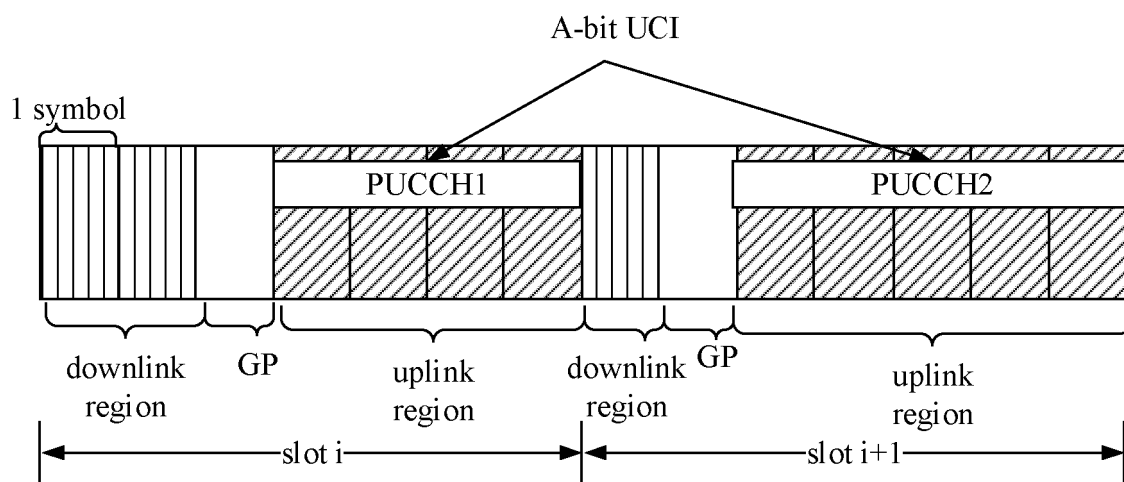 A-bit UCI
1 symbol
PUCCH1
PUCCH2
downlink
region
GP
uplink
region
downlink
region
GP
uplink
region
slot i
slot i+1